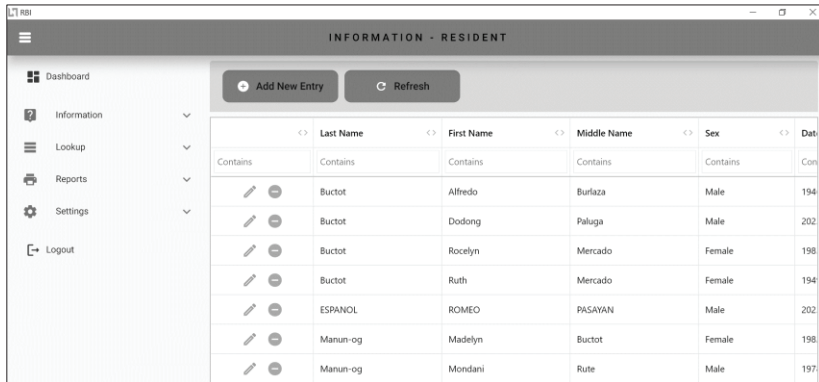 RBI
INFORMATION - RESIDENT
Dashboard
Information
Lookup
Reports
Settings
Logout
Add New Entry Refresh
Last Name First Name Middle Name Sex
Contains Contains Contains Contains Contains
Buctot Alfredo Burlaza Male
Buctot Dodong Paluga Male
Buctot Rocelyn Mercado Female
Buctot Ruth Mercado Female
ESPANOL ROMEO PASAYAN Male
Manun-og Madelyn Buctot Female
Manun-og Mondani Rute Male